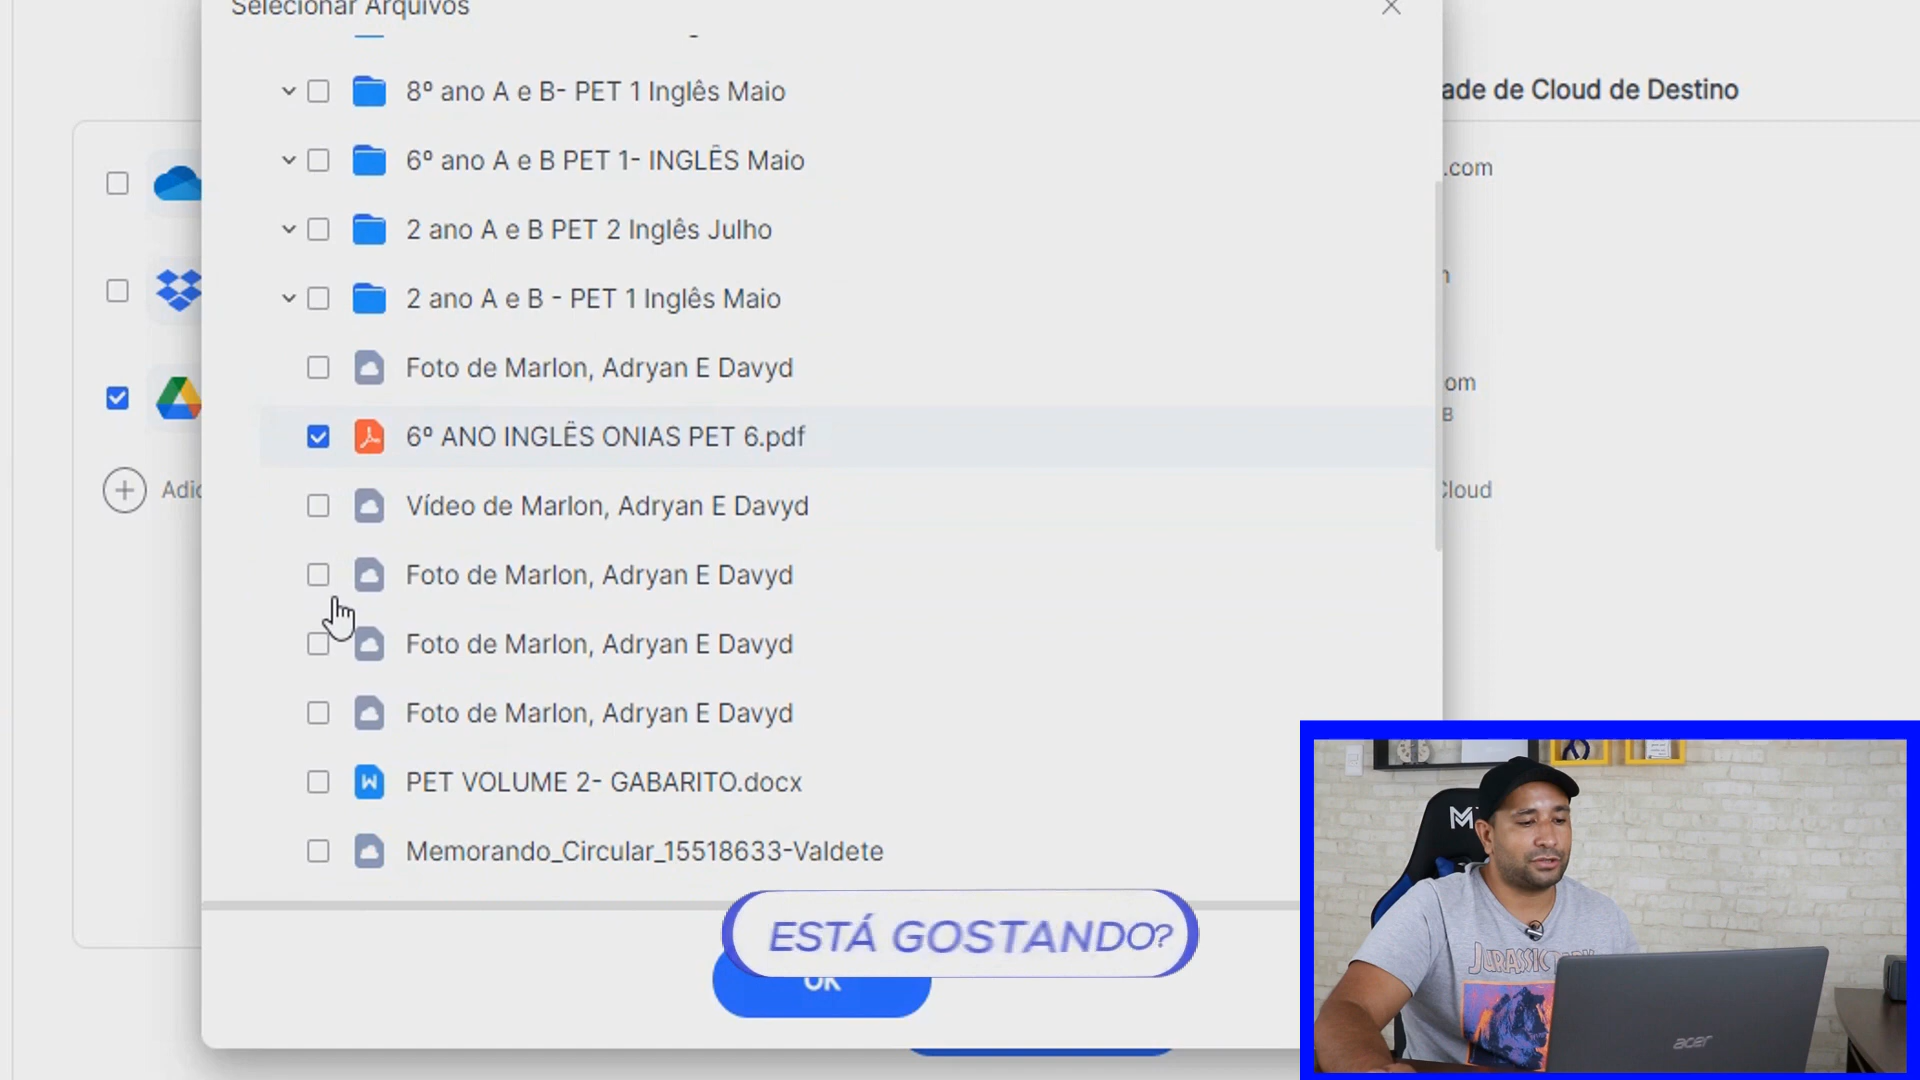 Selecionar Arquivos
ade de Cloud de Destino
8º ano A e B- PET 1 Inglês Maio
6º ano A e B PET 1- INGLÊS Maio
.com
2 ano A e B PET 2 Inglês Julho
2 ano A e B - PET 1 Inglês Maio
Foto de Marlon, Adryan E Davyd
om
B
6º ANO INGLÊS ONIAS PET 6.pdf
Adic
Vídeo de Marlon, Adryan E Davyd
Cloud
Foto de Marlon, Adryan E Davyd
Foto de Marlon, Adryan E Davyd
Foto de Marlon, Adryan E Davyd
PET VOLUME 2- GABARITO.docx
W
Memorando_Circular_15518633-Valdete
ESTÁ GOSTANDO?
OK
acer